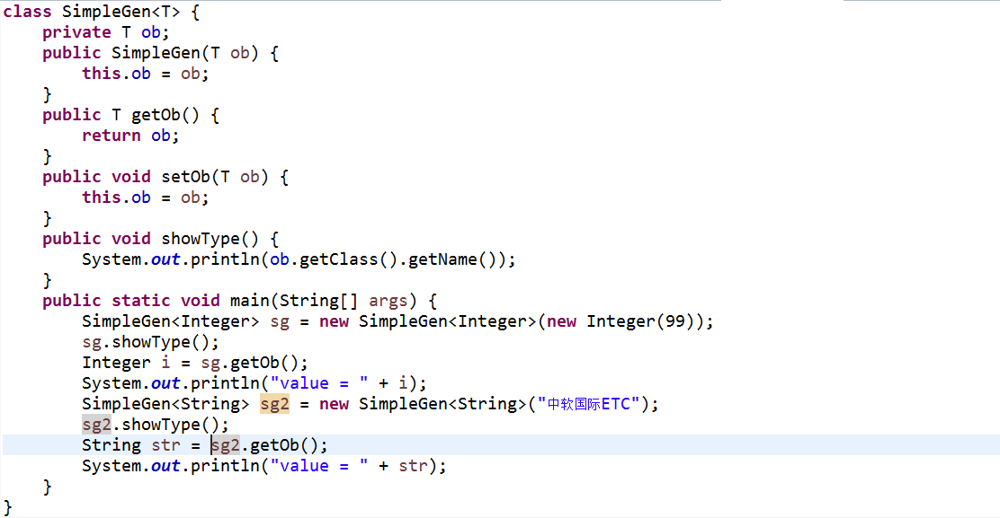 class SimpleGen<T> {
    private T ob;
    public SimpleGen(T ob) {
        this.ob = ob;
    }
    public T getOb() {
        return ob;
    }
    public void setOb(T ob) {
        this.ob = ob;
    }
    public void showType() {
        System.out.println(ob.getClass().getName());
    }
    public static void main(String[] args) {
        SimpleGen<Integer> sg = new SimpleGen<Integer>(new Integer(99));
        sg.showType();
        Integer i = sg.getOb();
        System.out.println("value = " + i);
        SimpleGen<String> sg2 = new SimpleGen<String>("中软国际ETC");
        sg2.showType();
        String str = sg2.getOb();
        System.out.println("value = " + str);
    }
}